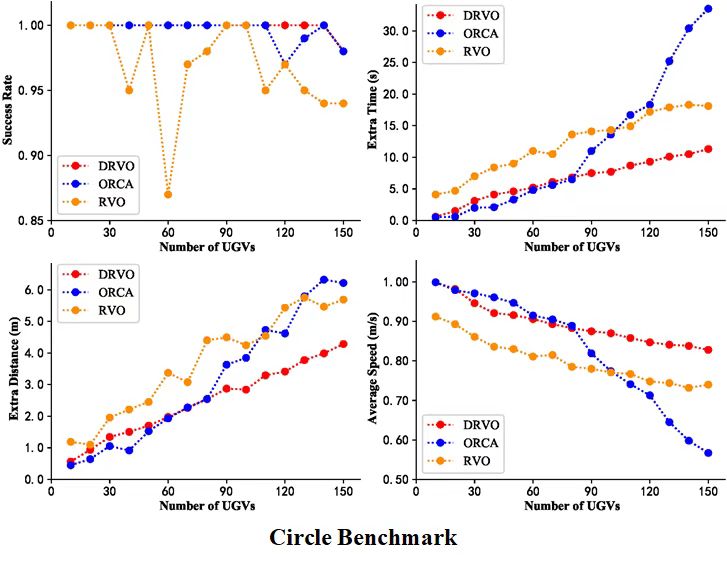 Success Rate
1.00
0.95
0.90
0.85
DRVO
ORCA
RVO
0 30 60 90 120 150
Number of UGVs
Extra Time (s)
30. 0
25. 0
20. 0
15. 0
10. 0
5. 0
0. 0
DRVO
ORCA
RVO
0 30 60 90 120 150
Number of UGVs
Extra Distance (m)
6. 0
5. 0
4. 0
3. 0
2. 0
1. 0
0. 0
DRVO
ORCA
RVO
0 30 60 90 120 150
Number of UGVs
Average Speed (m/s)
1. 00
0. 90
0. 80
0. 70
0. 60
0. 50
DRVO
ORCA
RVO
0 30 60 90 120 150
Number of UGVs
Circle Benchmark